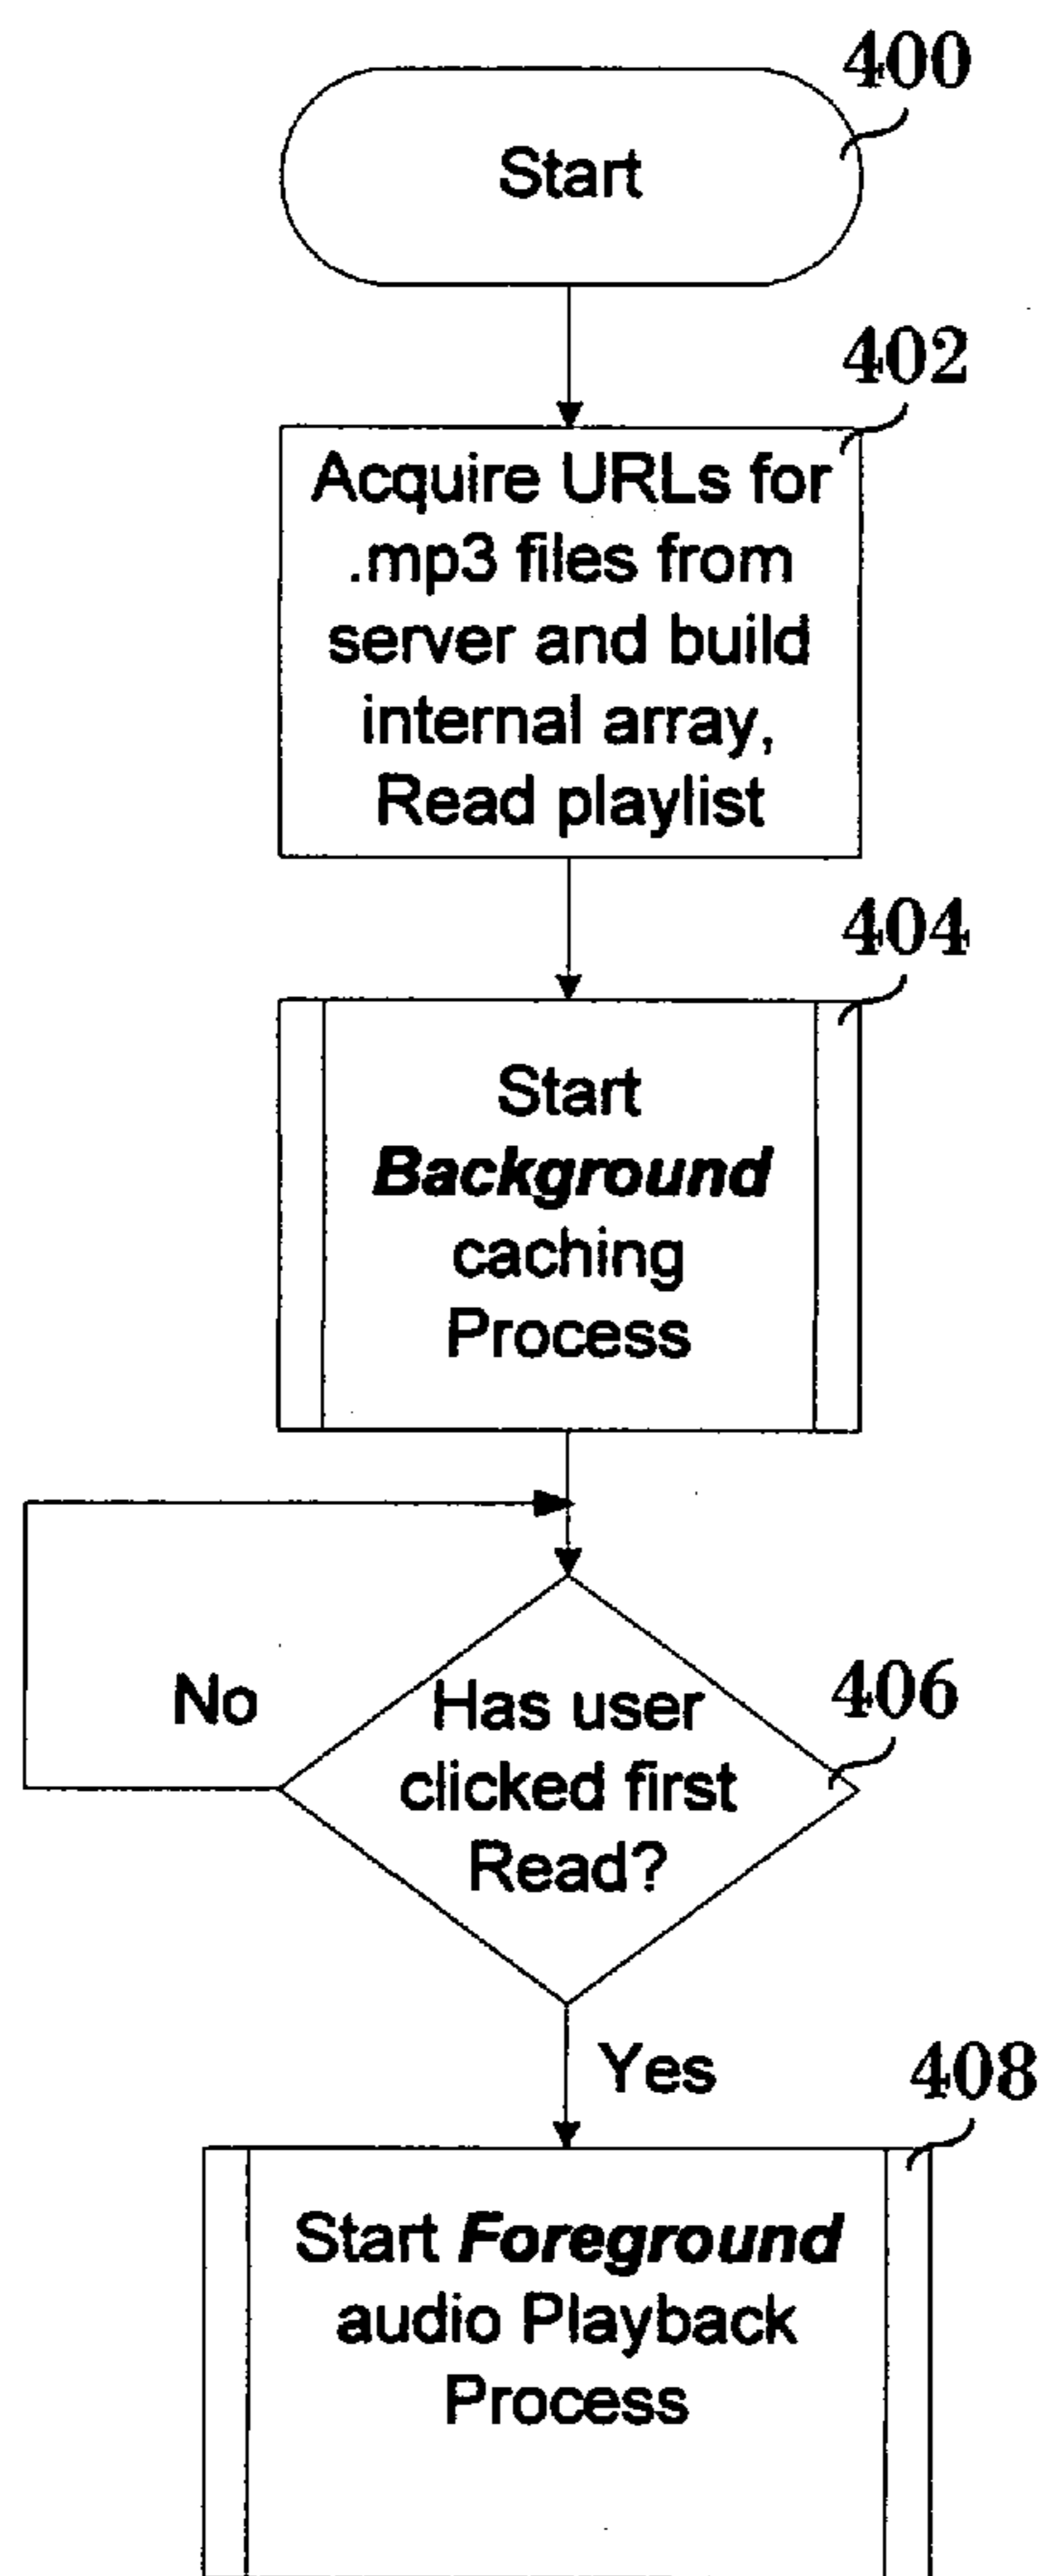 400
Start
402
Acquire URLs for
.mp3 files from
server and build
internal array,
Read playlist
404
Start
Background
caching
Process
No
Has user
clicked first
Read?
406
Yes
408
Start Foreground
audio Playback
Process